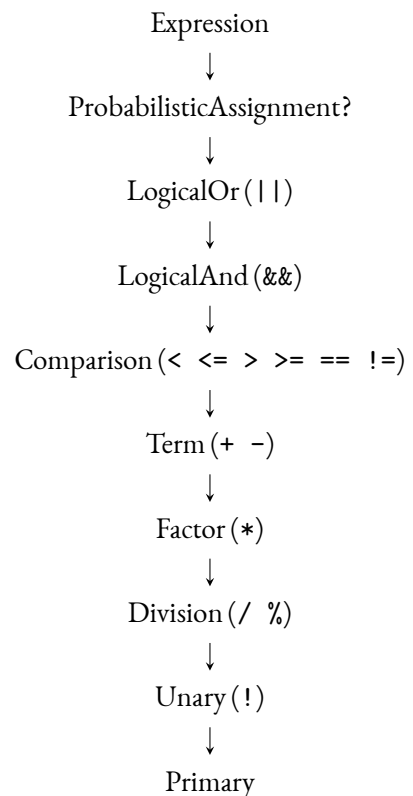 Expression
↓
ProbabilisticAssignment?
↓
LogicalOr (||)
↓
LogicalAnd (&&)
↓
Comparison (< <= > >= == !=)
↓
Term (+ -)
↓
Factor (*)
↓
Division (/ %)
↓
Unary (!)
↓
Primary